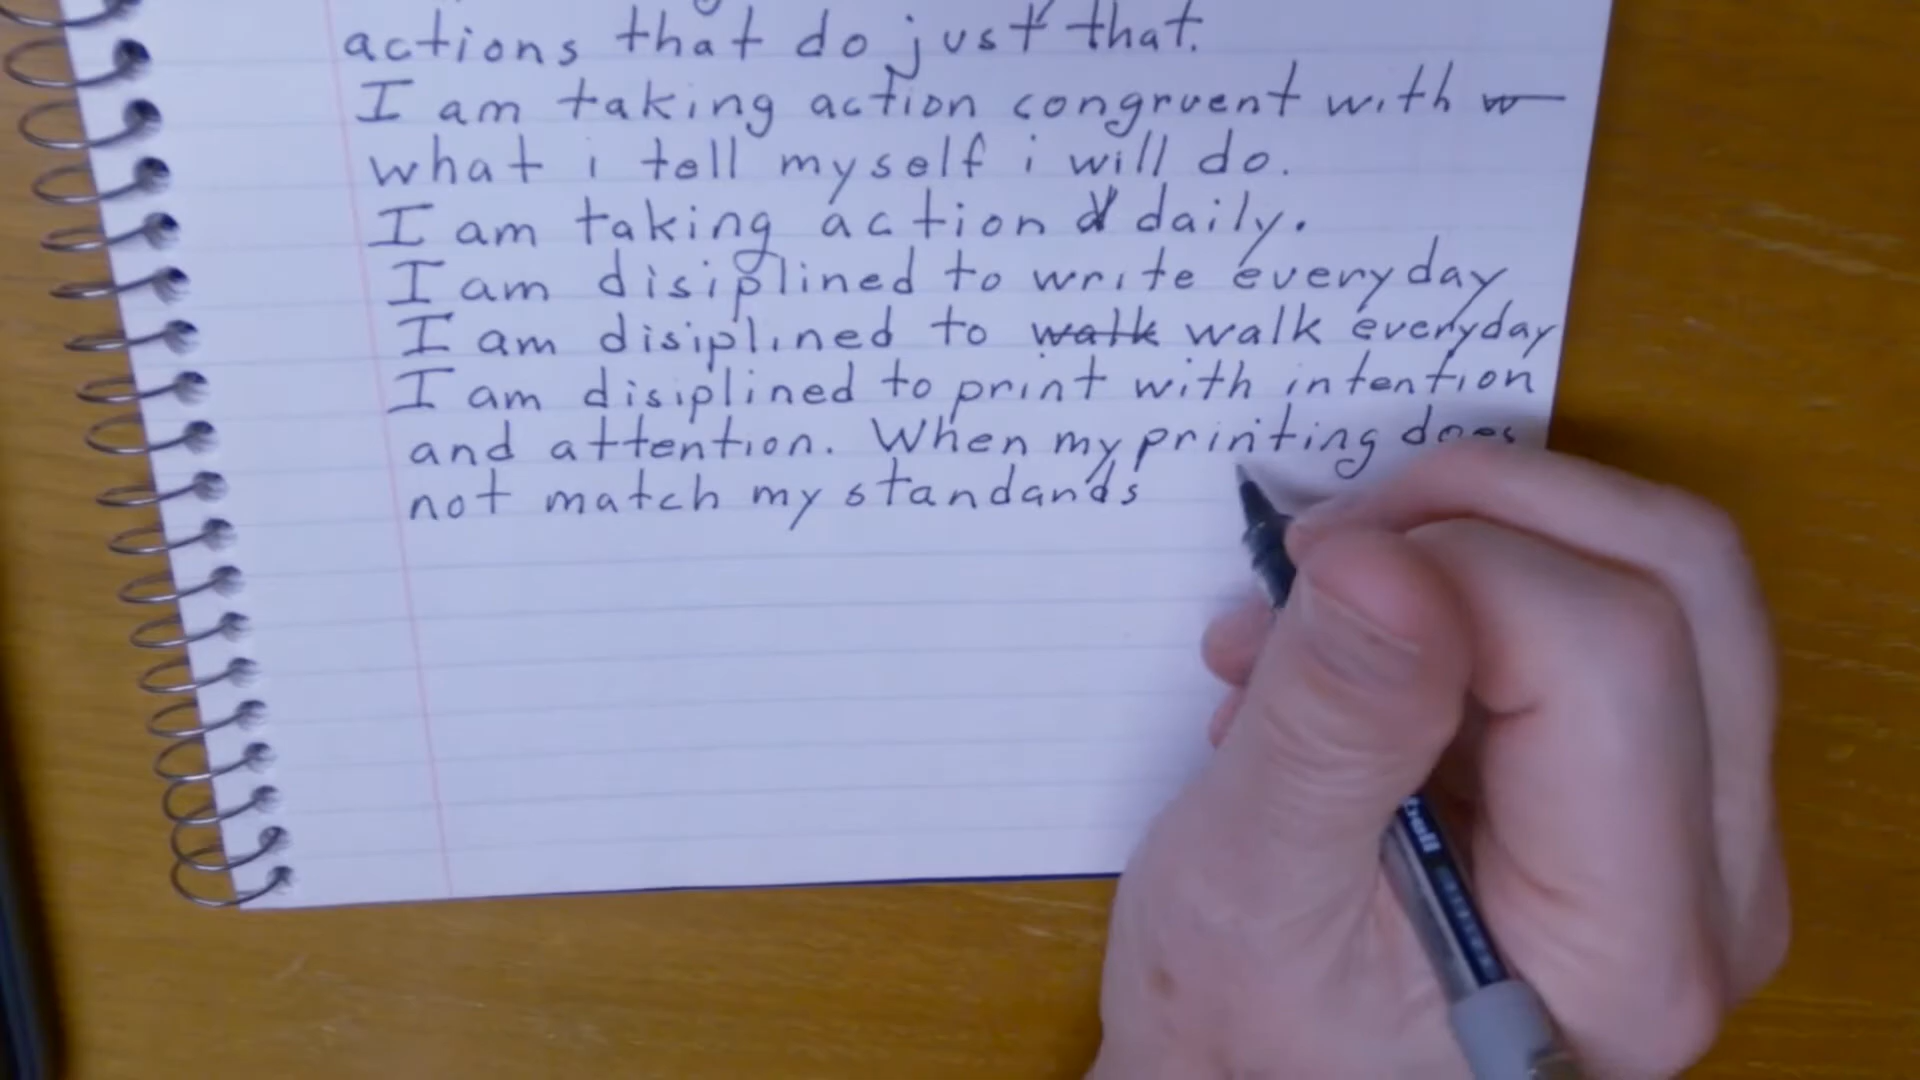 actions that do just that.
I am taking action congruent with w
what i tell myself i will do.
I am taking action d daily.
I am disiplined to write everyday
I am disiplined to walk walk everyday
I am disiplined to print with intention
and attention. When my printing does
not match my standards
ball